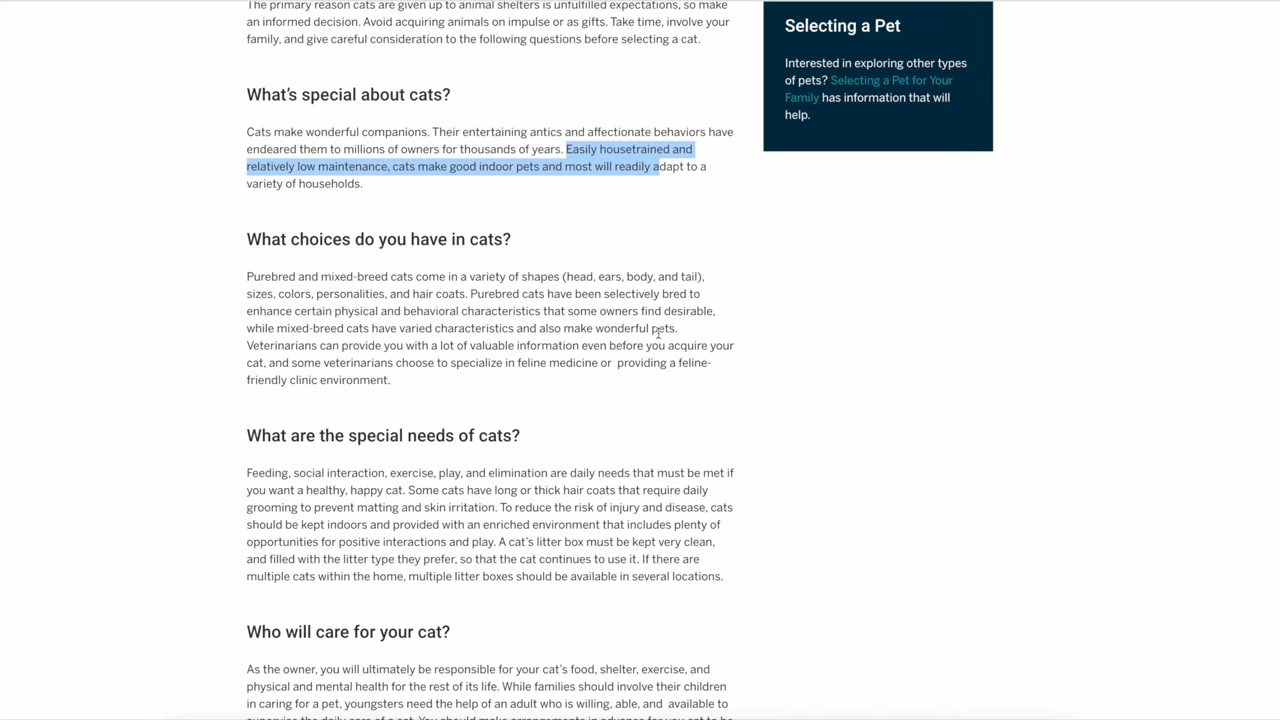 The primary reason cats are given up to animal shelters is unfulfilled expectations, so make
an informed decision. Avoid acquiring animals on impulse or as gifts. Take time, involve your
family, and give careful consideration to the following questions before selecting a cat.
What's special about cats?
Cats make wonderful companions. Their entertaining antics and affectionate behaviors have
endeared them to millions of owners for thousands of years. Easily housetrained and
relatively low maintenance, cats make good indoor pets and most will readily adapt to a
variety of households.
What choices do you have in cats?
Purebred and mixed-breed cats come in a variety of shapes (head, ears, body, and tail),
sizes, colors, personalities, and hair coats. Purebred cats have been selectively bred to
enhance certain physical and behavioral characteristics that some owners find desirable,
while mixed-breed cats have varied characteristics and also make wonderful pets.
Veterinarians can provide you with a lot of valuable information even before you acquire your
cat, and some veterinarians choose to specialize in feline medicine or  providing a feline-
friendly clinic environment.
What are the special needs of cats?
Feeding, social interaction, exercise, play, and elimination are daily needs that must be met if
you want a healthy, happy cat. Some cats have long or thick hair coats that require daily
grooming to prevent matting and skin irritation. To reduce the risk of injury and disease, cats
should be kept indoors and provided with an enriched environment that includes plenty of
opportunities for positive interactions and play. A cat's litter box must be kept very clean,
and filled with the litter type they prefer, so that the cat continues to use it. If there are
multiple cats within the home, multiple litter boxes should be available in several locations.
Who will care for your cat?
As the owner, you will ultimately be responsible for your cat's food, shelter, exercise, and
physical and mental health for the rest of its life. While families should involve their children
in caring for a pet, youngsters need the help of an adult who is willing, able, and  available to
supervise the daily care of a cat. You should make arrangements in advance for you cat to be
Selecting a Pet
Interested in exploring other types
of pets? Selecting a Pet for Your
Family has information that will
help.